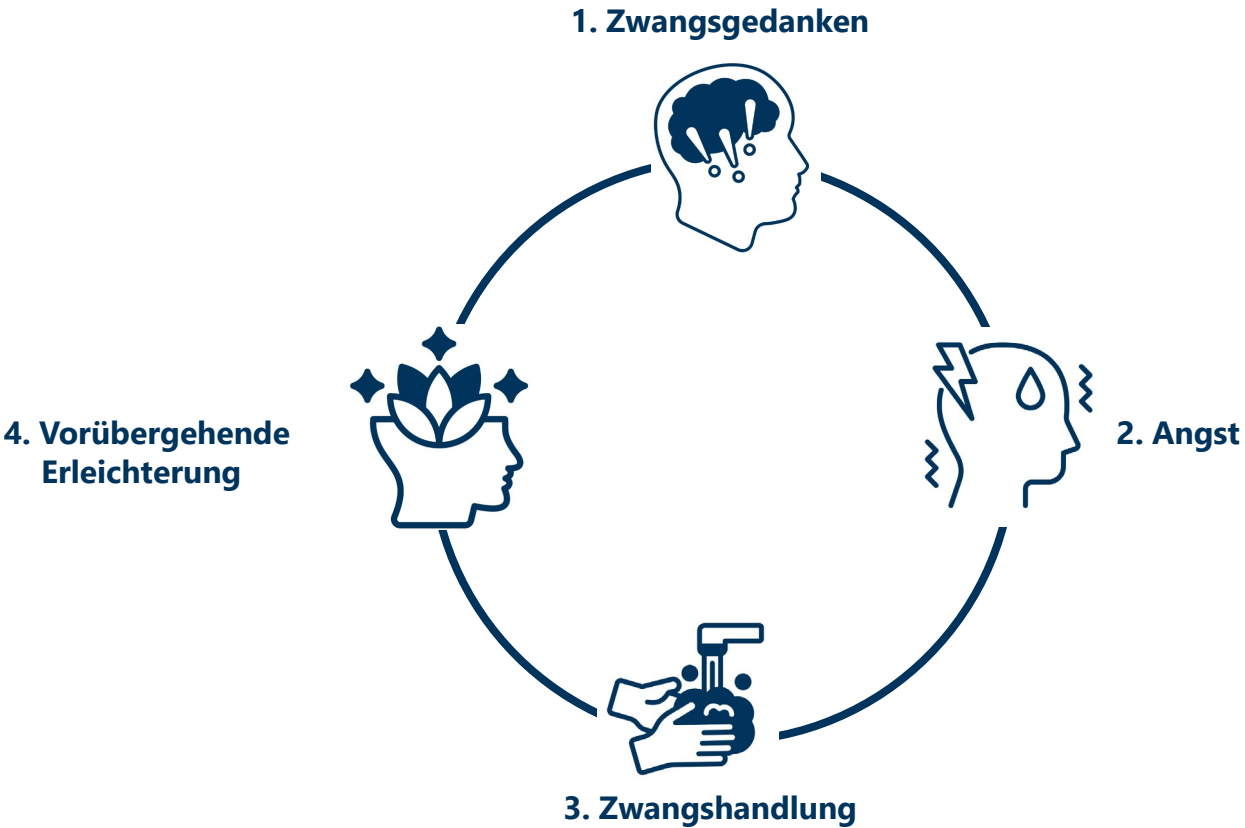 1. Zwangsgedanken
2. Angst
3. Zwangshandlung
4. Vorübergehende
Erleichterung